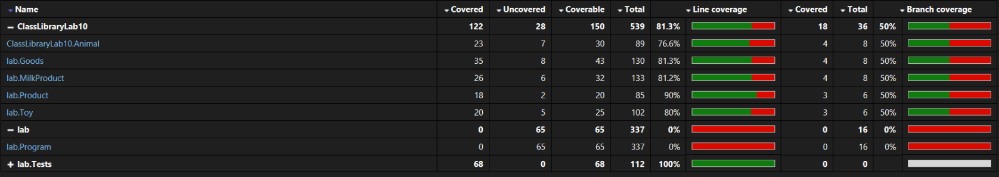 Name Covered Uncovered Coverable Total Line coverage Covered Total Branch coverage
ClassLibraryLab10 122 28 150 539 81.3% 18 36 50%
ClassLibraryLab10.Animal 23 7 30 89 76.6% 4 8 50%
lab.Goods 35 8 43 130 81.3% 4 8 50%
lab.MilkProduct 26 6 32 133 81.2% 4 8 50%
lab.Product 18 2 20 85 90% 3 6 50%
lab.Toy 20 5 25 102 80% 3 6 50%
lab 0 65 65 337 0% 0 16 0%
lab.Program 0 65 65 337 0% 0 16 0%
lab.Tests 68 0 68 112 100% 0 0